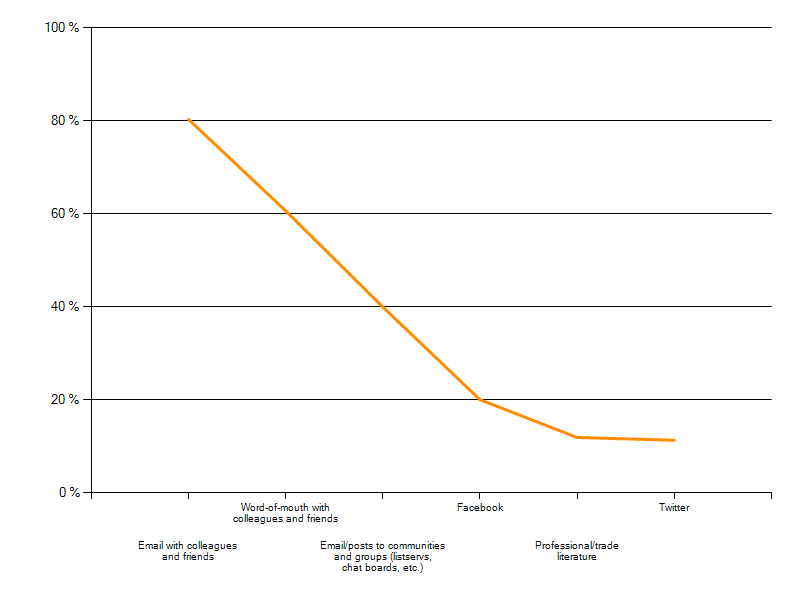 100 %
80 %
60 %
40 %
20 %
0 %
Word-of-mouth with
colleagues and friends
Facebook
Twitter
Email with colleagues
and friends
Email/posts to communities
and groups (listservs,
chat boards, etc.)
Professional/trade
literature